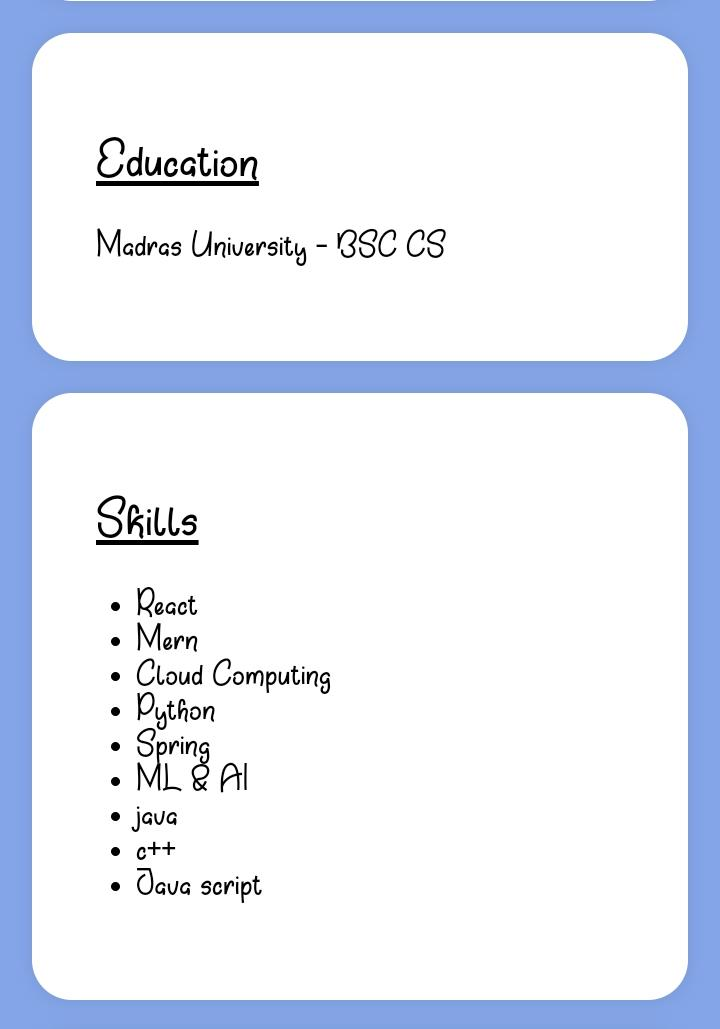 Education
Madras University - BSC CS
Skills
React
Mern
Cloud Computing
Python
Spring
ML & AI
java
c++
Java script